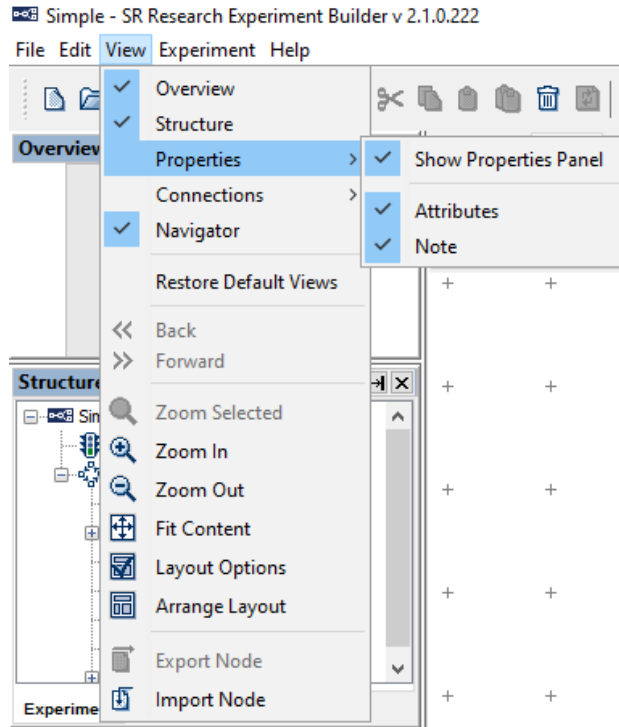 Simple - SR Research Experiment Builder v 2.1.0.222
File Edit View Experiment Help
Overview
Overview
Structure
Properties
Show Properties Panel
Connections
Attributes
Navigator
Note
Restore Default Views
Back
Forward
Structure
Zoom Selected
Sim
Zoom In
Zoom Out
Fit Content
Layout Options
Arrange Layout
Export Node
Import Node
Experime